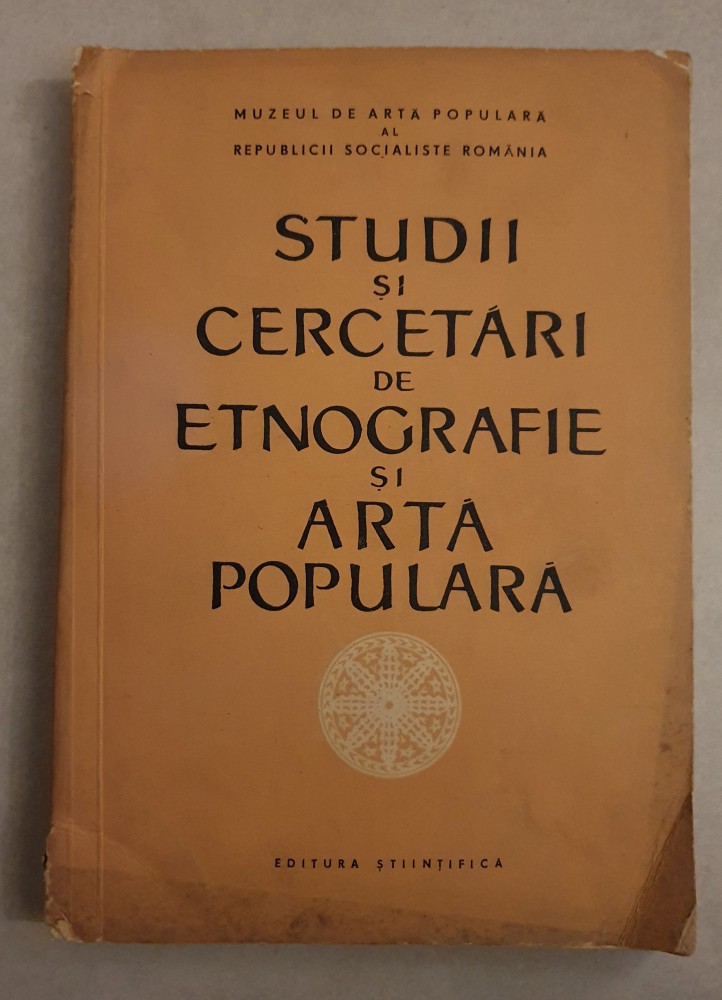 MUZEUL DE ARTĂ POPULARĂ
AL
REPUBLICII SOCIALISTE ROMÂNIA
STUDII
ȘI
CERCETĂRI
DE
ETNOGRAFIE
ȘI
ARTĂ
POPULARĂ
EDITURA ȘTIINȚIFICĂ